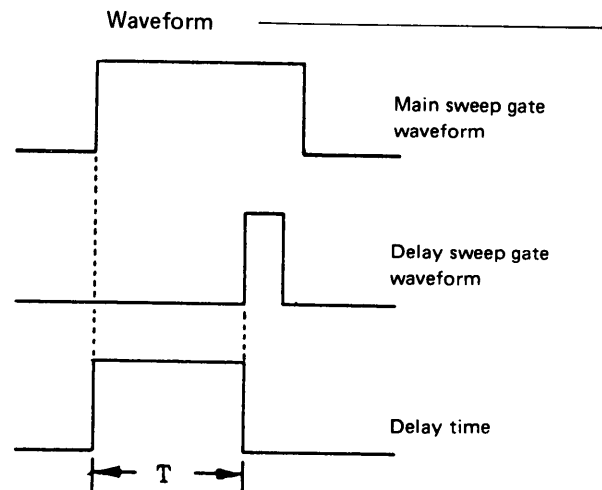 Waveform
Main sweep gate
waveform
Delay sweep gate
waveform
Delay time
T